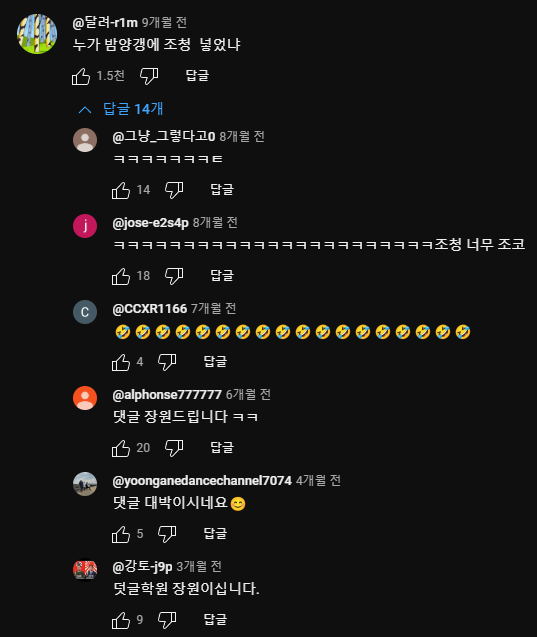 @달려-r1m 9개월 전
누가 밤양갱에 조청 넣었냐
1.5천 답글
답글 14개
@그냥_그렇다고0 8개월 전
ㅋㅋㅋㅋㅋㅋㅋㅌ
14 답글
@jose-e2s4p 8개월 전
ㅋㅋㅋㅋㅋㅋㅋㅋㅋㅋㅋㅋㅋㅋㅋㅋㅋㅋㅋㅋㅋㅋㅋ조청 너무 조코
18 답글
@CCXR1166 7개월 전
🤣🤣🤣🤣🤣🤣🤣🤣🤣🤣🤣🤣🤣🤣🤣🤣🤣🤣
4 답글
@alphonse777777 6개월 전
댓글 장원드립니다 ㅋㅋ
20 답글
@yoonganedancechannel7074 4개월 전
댓글 대박이시네요😊
5 답글
@강토-j9p 3개월 전
덧글학원 장원이십니다.
9 답글